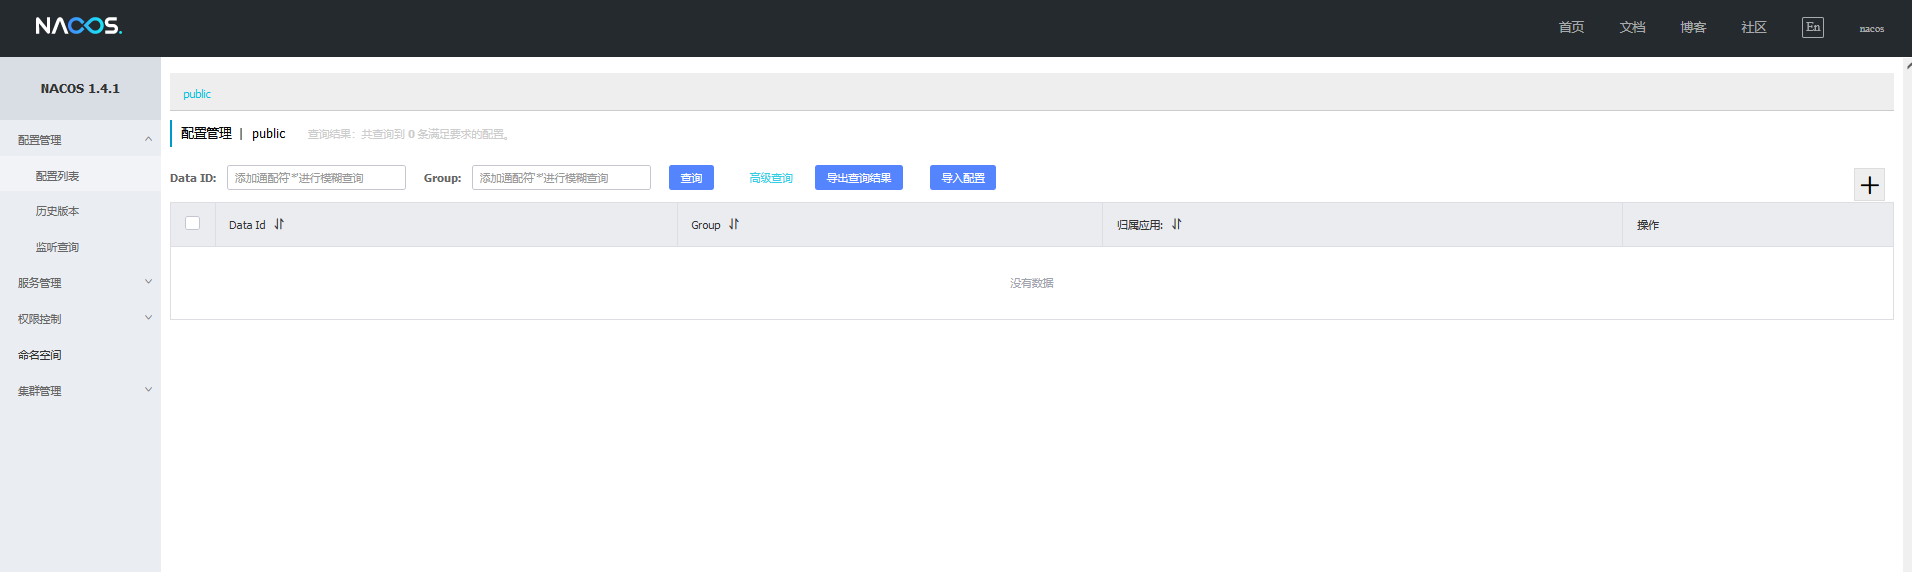 NACOS.
首页 文档 博客 社区 En nacos
NACOS 1.4.1
配置管理
配置列表
历史版本
监听查询
服务管理
权限控制
命名空间
集群管理
public
配置管理 | public 查询结果：共查询到 0 条满足要求的配置。
Data ID: 添加通配符'*'进行模糊查询 Group: 添加通配符'*'进行模糊查询 查询 高级查询 导出查询结果 导入配置 +
Data Id Group 归属应用: 操作
没有数据